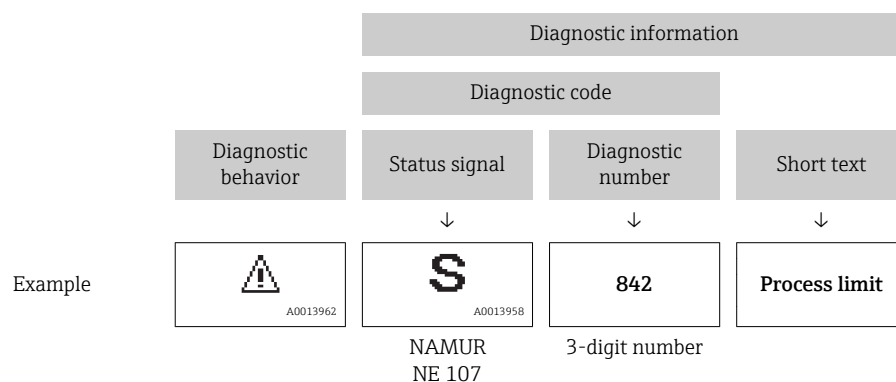 Diagnostic information
Diagnostic code
Diagnostic
behavior
Status signal
Diagnostic
number
Short text
↓ ↓ ↓
Example
A0013962
S
A0013958
842
Process limit
NAMUR
NE 107
3-digit number